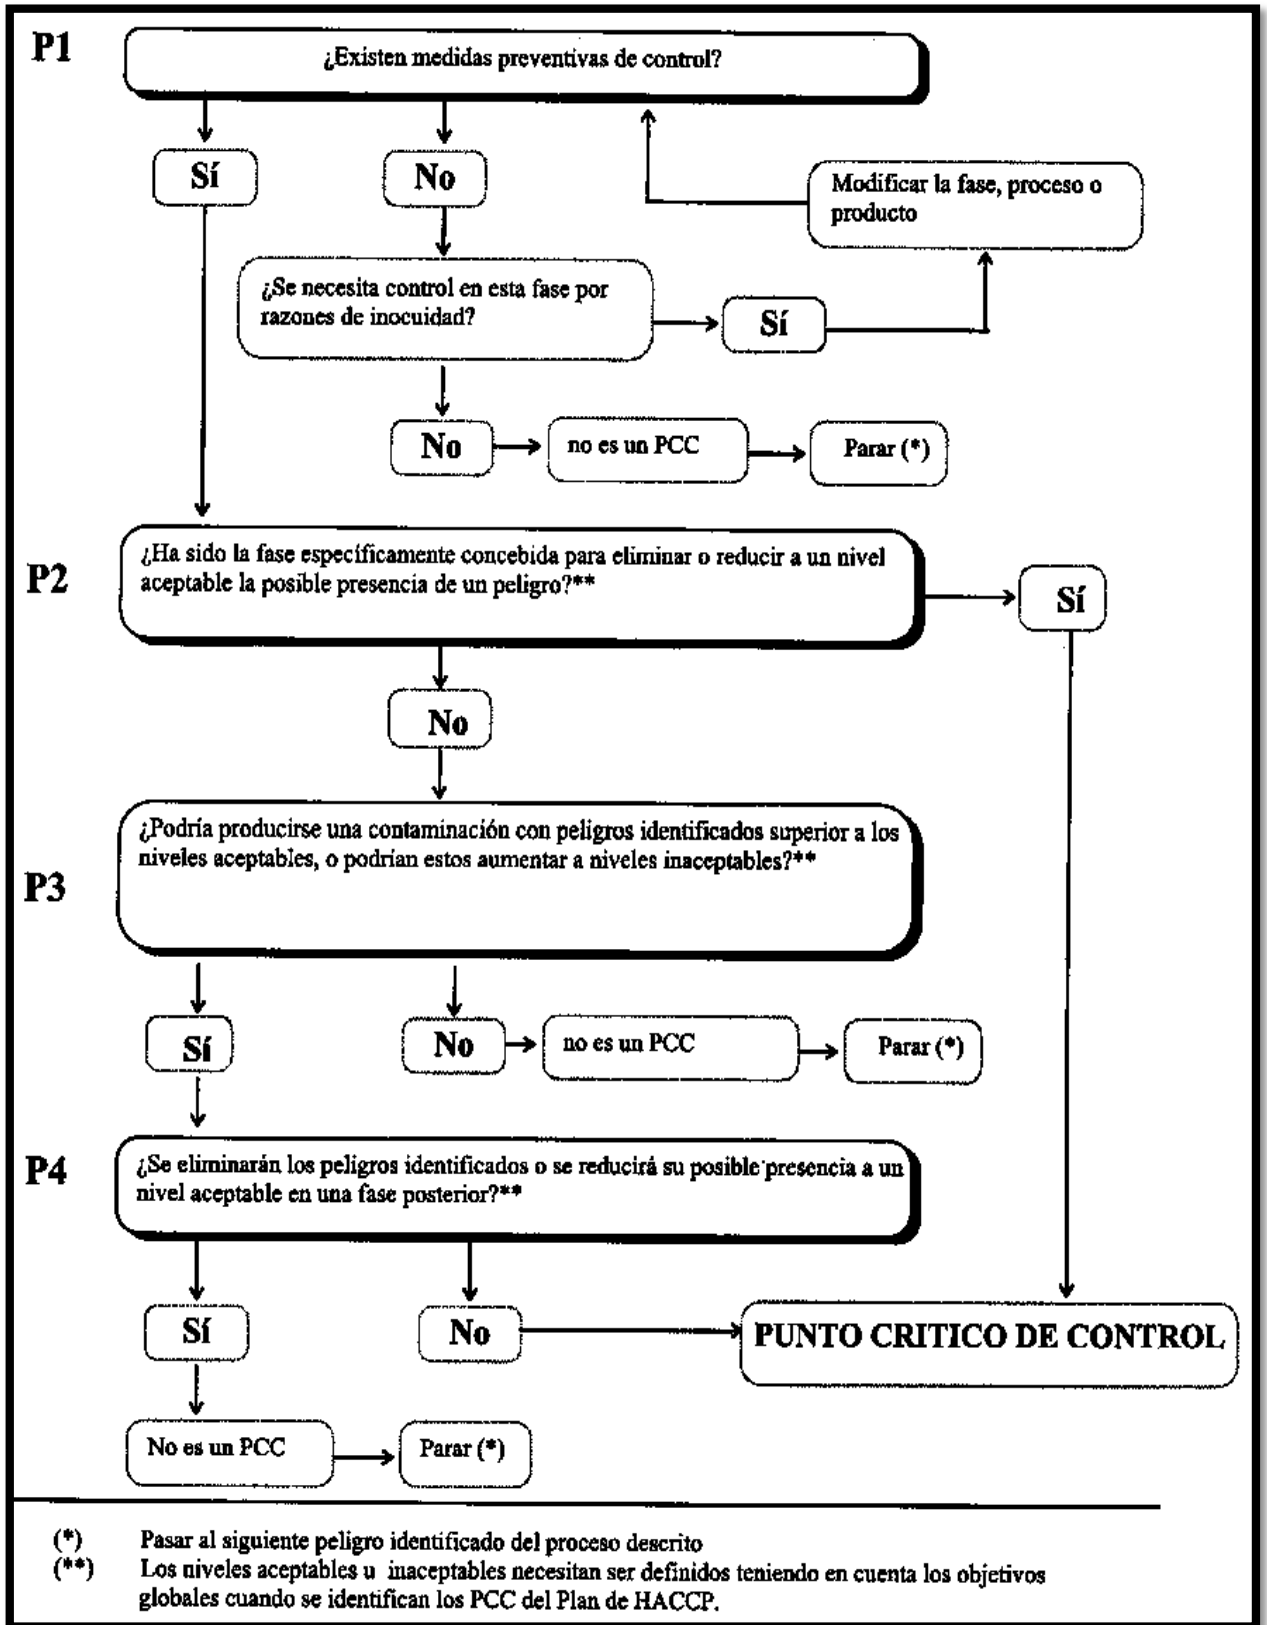 P1
¿Existen medidas preventivas de control?
Sí
No
Modificar la fase, proceso o
producto
¿Se necesita control en esta fase por
razones de inocuidad?
Sí
No
no es un PCC
Parar (*)
P2
¿Ha sido la fase específicamente concebida para eliminar o reducir a un nivel
aceptable la posible presencia de un peligro?**
Sí
No
P3
¿Podría producirse una contaminación con peligros identificados superior a los
niveles aceptables, o podrían estos aumentar a niveles inaceptables?**
Sí
No
no es un PCC
Parar (*)
P4
¿Se eliminarán los peligros identificados o se reducirá su posible presencia a un
nivel aceptable en una fase posterior?**
Sí
No
PUNTO CRITICO DE CONTROL
No es un PCC
Parar (*)
(*) Pasar al siguiente peligro identificado del proceso descrito
(**) Los niveles aceptables u inaceptables necesitan ser definidos teniendo en cuenta los objetivos
globales cuando se identifican los PCC del Plan de HACCP.